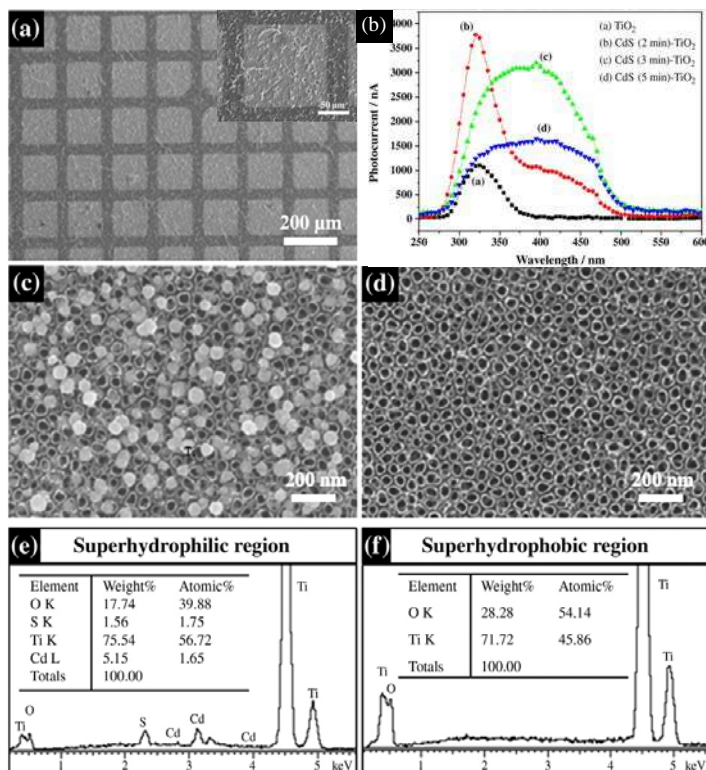 (a)
50 µm
200 µm
(b)
4000
3500
3000
2500
2000
1500
1000
500
0
Photocurrent / nA
250 300 350 400 450 500 550 600
Wavelength / nm
(a) TiO2
(b) CdS (2 min)-TiO2
(c) CdS (3 min)-TiO2
(d) CdS (5 min)-TiO2
(b)
(c)
(d)
(a)
(c)
200 nm
(d)
200 nm
(e) Superhydrophilic region
Element Weight% Atomic%
O K 17.74 39.88
S K 1.56 1.75
Ti K 75.54 56.72
Cd L 5.15 1.65
Totals 100.00
Ti
Ti
O
Ti
S
Cd
Cd
Cd
1 2 3 4 5 keV
(f) Superhydrophobic region
Element Weight% Atomic%
O K 28.28 54.14
Ti K 71.72 45.86
Totals 100.00
Ti
Ti
Ti
O
1 2 3 4 5 keV